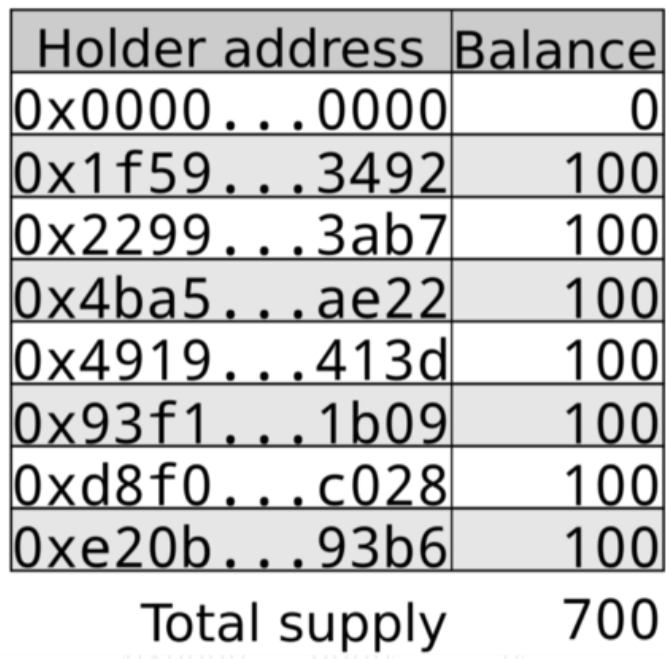 Holder address Balance
0x0000...0000 0
0x1f59...3492 100
0x2299...3ab7 100
0x4ba5...ae22 100
0x4919...413d 100
0x93f1...1b09 100
0xd8f0...c028 100
0xe20b...93b6 100
Total supply 700